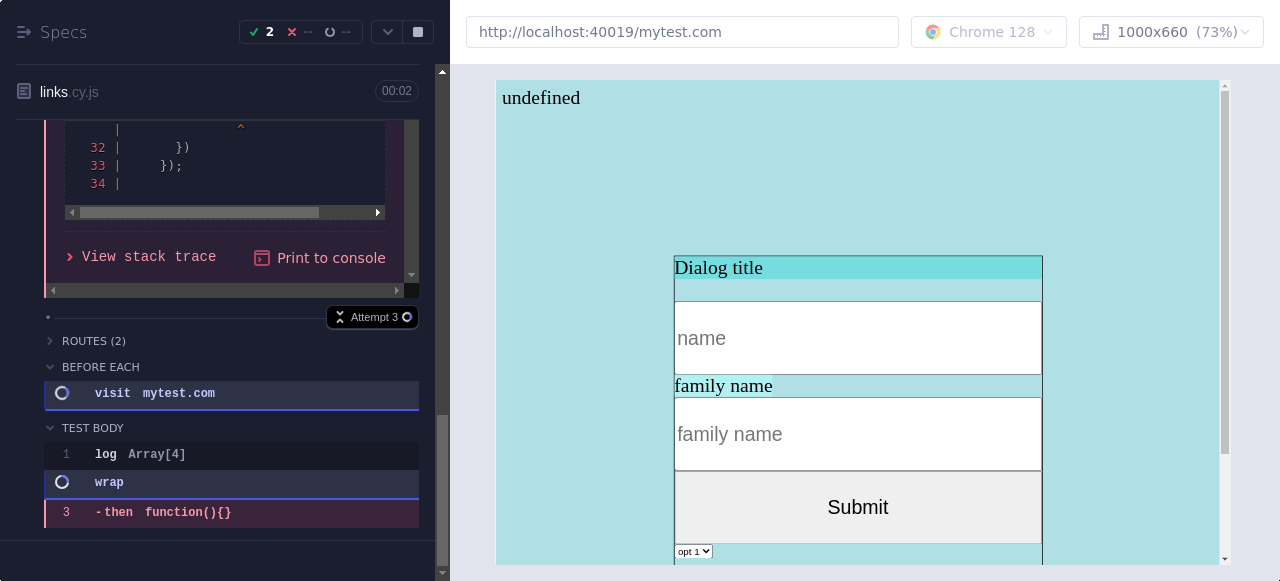 Specs
2
--
--
links.cy.js
00:02
| ^
32 | })
33 | });
34 |
View stack trace
Print to console
Attempt 3
ROUTES (2)
BEFORE EACH
visit mytest.com
TEST BODY
1 log Array[4]
wrap
3 -then function(){}
http://localhost:40019/mytest.com
Chrome 128
1000x660 (73%)
undefined
Dialog title
name
family name
family name
Submit
opt 1